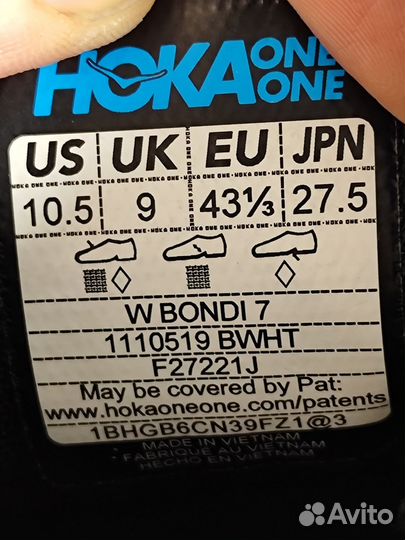 HOKA ONE ONE
US UK EU JPN
10.5 9 43⅓ 27.5
W BONDI 7
1110519 BWHT
F27221J
May be covered by Pat:
www.hokaoneone.com/patents
1BHGB6CN39FZ1@3
MADE IN VIETNAM
FABRIQUÉ AU VIETNAM
HECHO EN VIETNAM
Avito